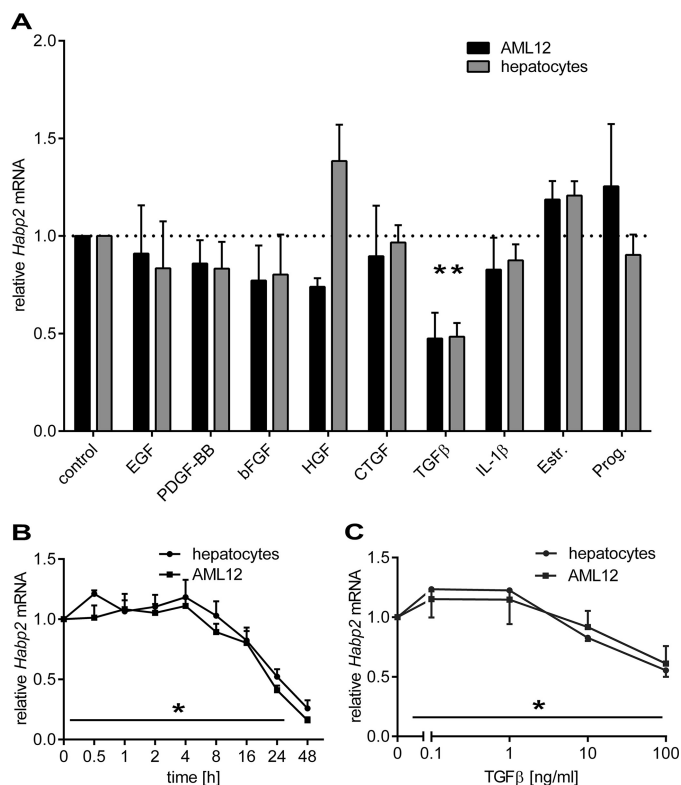 A
2.0
1.5
1.0
0.5
0.0
relative Habp2 mRNA
AML12
hepatocytes
* *
control
EGF
PDGF-BB
bFGF
HGF
CTGF
TGFβ
IL-1β
Estr.
Prog.
B
1.5
1.0
0.5
0.0
relative Habp2 mRNA
hepatocytes
AML12
*
0 0.5 1 2 4 8 16 24 48
time [h]
C
1.5
1.0
0.5
0.0
relative Habp2 mRNA
hepatocytes
AML12
*
0 0.1 1 10 100
TGFβ [ng/ml]